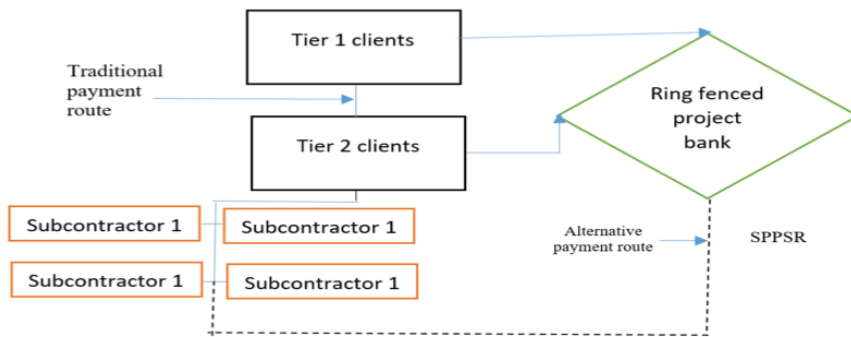 Tier 1 clients
Traditional
payment
route
Ring fenced
project
bank
Tier 2 clients
Subcontractor 1
Subcontractor 1
Alternative
payment route
SPPSR
Subcontractor 1
Subcontractor 1